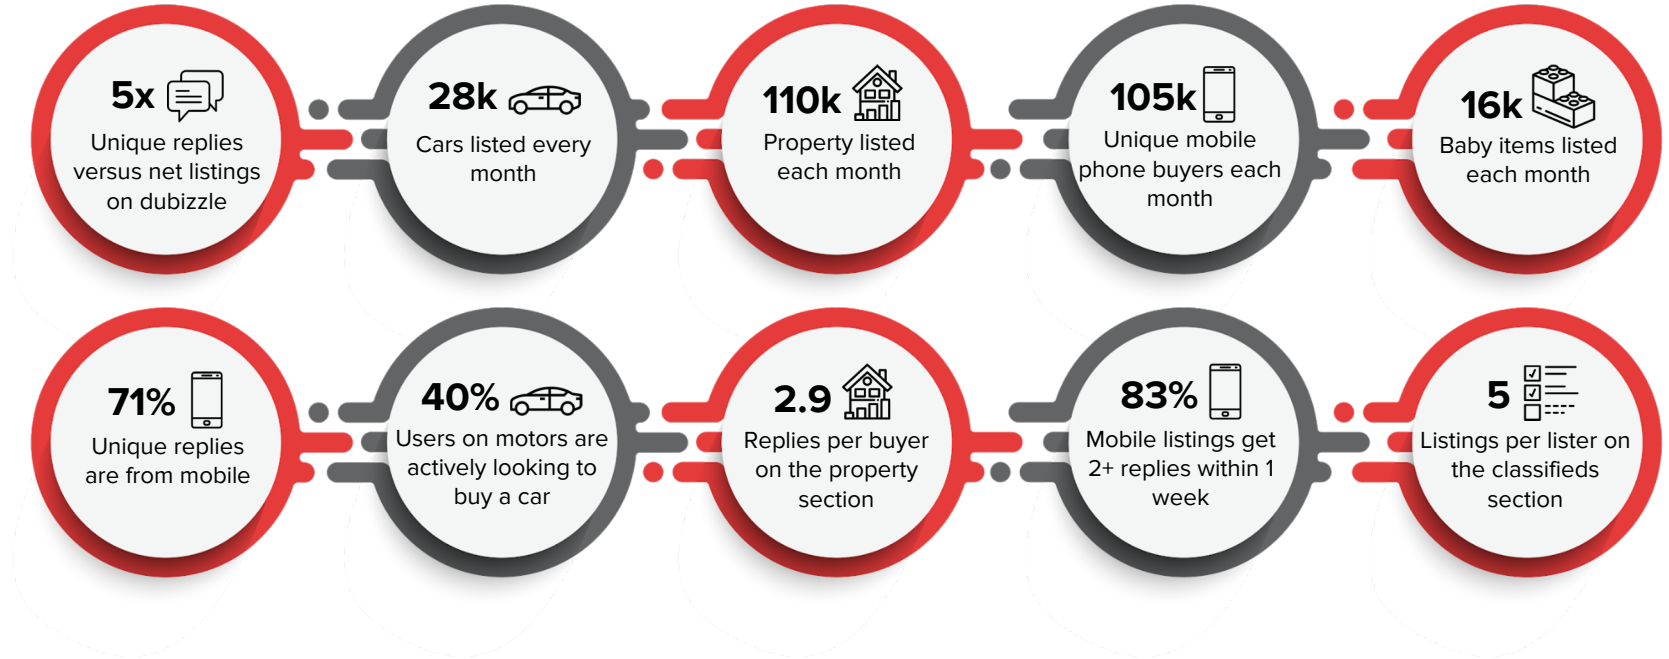 5x
Unique replies
versus net listings
on dubizzle
28k
Cars listed every
month
110k
Property listed
each month
105k
Unique mobile
phone buyers each
month
16k
Baby items listed
each month
71%
Unique replies
are from mobile
40%
Users on motors are
actively looking to
buy a car
2.9
Replies per buyer
on the property
section
83%
Mobile listings get
2+ replies within 1
week
5
Listings per lister on
the classifieds
section